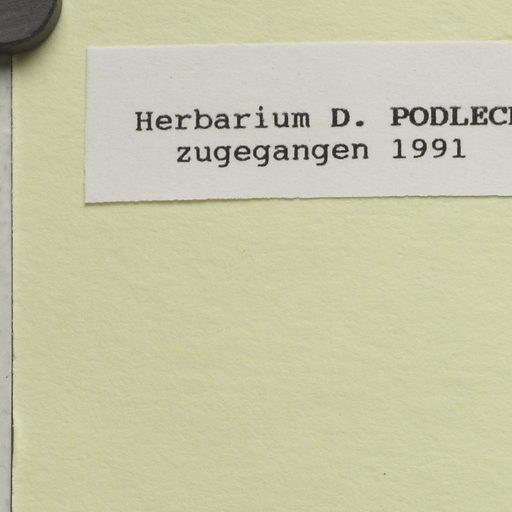 Herbarium D. PODLEC
zugegangen 1991